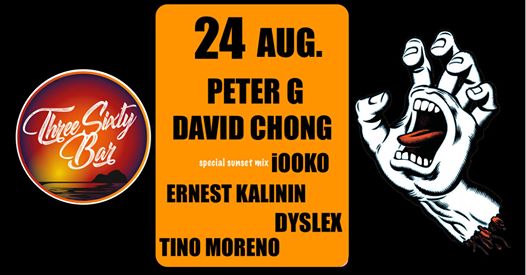 Three Sixty
Bar
24 AUG.
PETER G
DAVID CHONG
special sunset mix iOOKO
ERNEST KALININ
DYSLEX
TINO MORENO